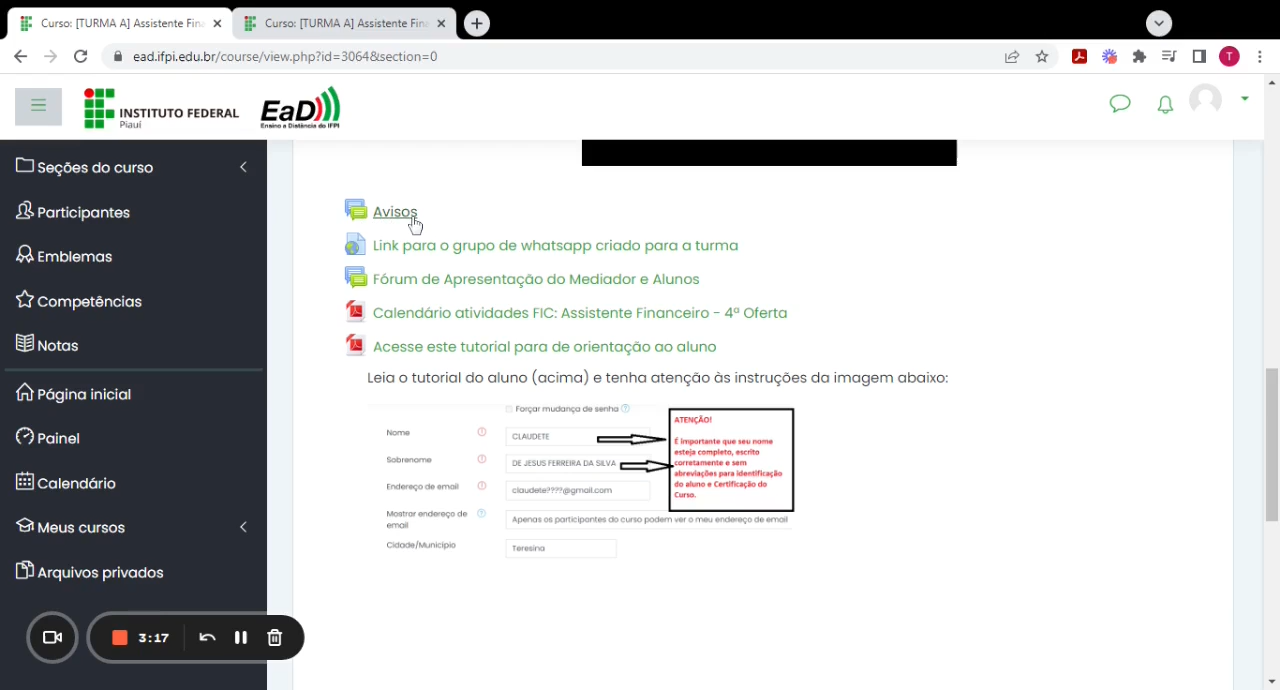 Curso: [TURMA A] Assistente Fina
Curso: [TURMA A] Assistente Fina
ead.ifpi.edu.br/course/view.php?id=3064&section=0
T
INSTITUTO FEDERAL
Piauí
EaD
Ensino a Distância do IFPI
Seções do curso
Participantes
Emblemas
Competências
Notas
Página inicial
Painel
Calendário
Meus cursos
Arquivos privados
3:17
Avisos
Link para o grupo de whatsapp criado para a turma
Fórum de Apresentação do Mediador e Alunos
Calendário atividades FIC: Assistente Financeiro - 4ª Oferta
Acesse este tutorial para de orientação ao aluno
Leia o tutorial do aluno (acima) e tenha atenção às instruções da imagem abaixo:
Forçar mudança de senha
Nome
CLAUDETE
Sobrenome
DE JESUS FERREIRA DA SILVA
Endereço de email
claudete????@gmail.com
Mostrar endereço de
email
Apenas os participantes do curso podem ver o meu endereço de email
Cidade/Município
Teresina
ATENÇÃO!
É importante que seu nome
esteja completo, escrito
corretamente e sem
abreviações para identificação
do aluno e Certificação do
Curso.